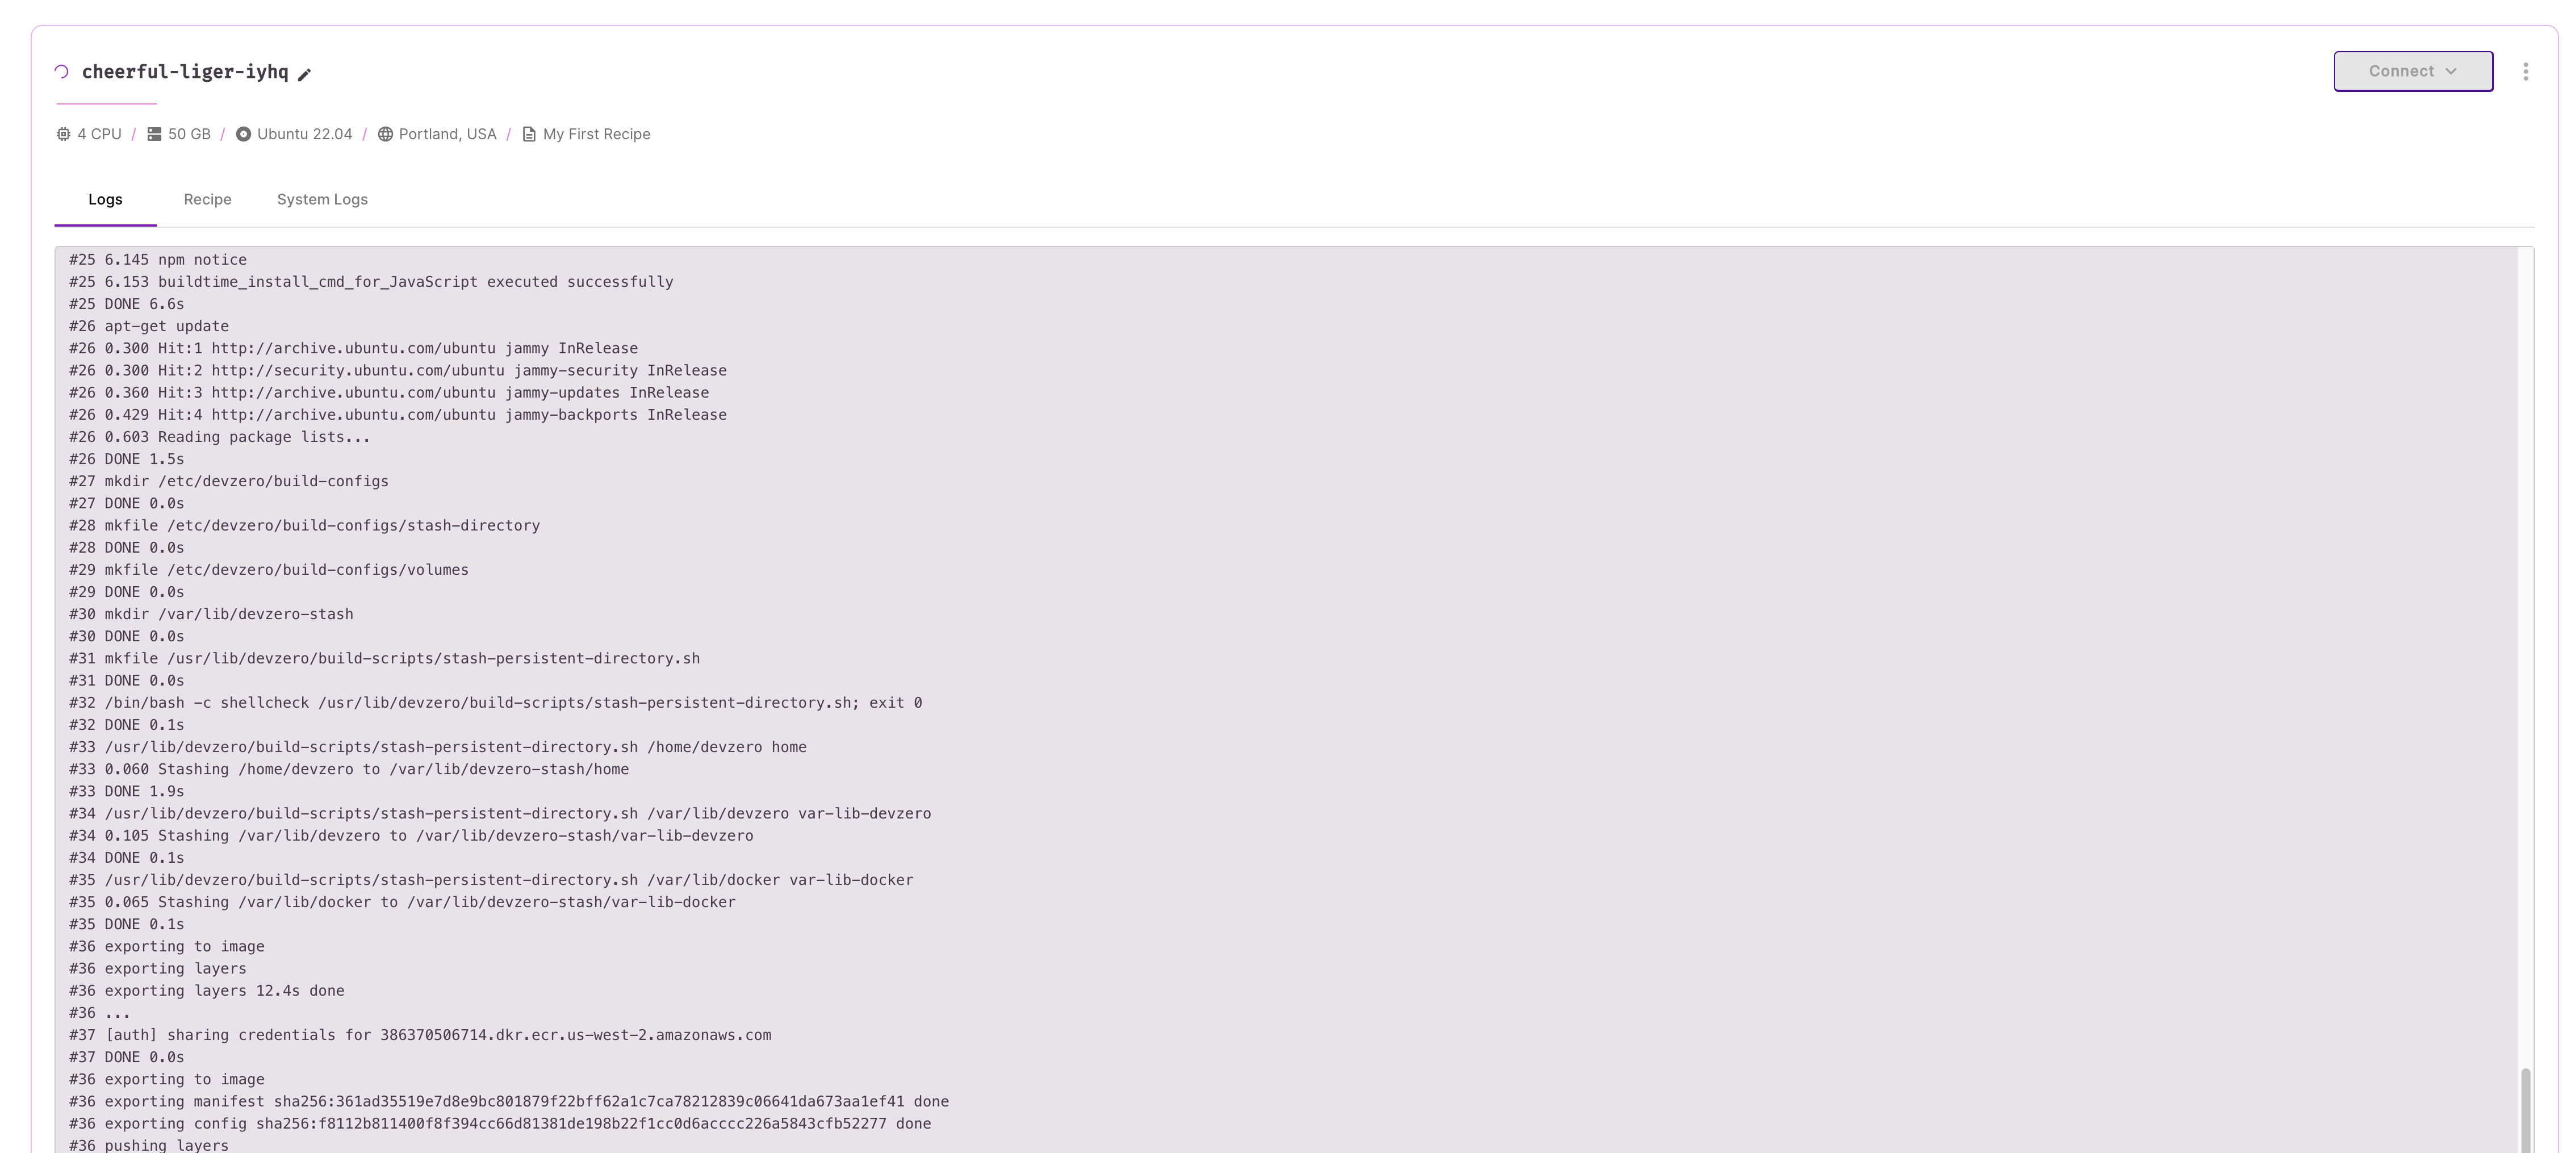 cheerful-liger-iyhq
Connect
4 CPU / 50 GB / Ubuntu 22.04 / Portland, USA / My First Recipe
Logs Recipe System Logs
#25 6.145 npm notice
#25 6.153 buildtime_install_cmd_for_JavaScript executed successfully
#25 DONE 6.6s
#26 apt-get update
#26 0.300 Hit:1 http://archive.ubuntu.com/ubuntu jammy InRelease
#26 0.300 Hit:2 http://security.ubuntu.com/ubuntu jammy-security InRelease
#26 0.360 Hit:3 http://archive.ubuntu.com/ubuntu jammy-updates InRelease
#26 0.429 Hit:4 http://archive.ubuntu.com/ubuntu jammy-backports InRelease
#26 0.603 Reading package lists...
#26 DONE 1.5s
#27 mkdir /etc/devzero/build-configs
#27 DONE 0.0s
#28 mkfile /etc/devzero/build-configs/stash-directory
#28 DONE 0.0s
#29 mkfile /etc/devzero/build-configs/volumes
#29 DONE 0.0s
#30 mkdir /var/lib/devzero-stash
#30 DONE 0.0s
#31 mkfile /usr/lib/devzero/build-scripts/stash-persistent-directory.sh
#31 DONE 0.0s
#32 /bin/bash -c shellcheck /usr/lib/devzero/build-scripts/stash-persistent-directory.sh; exit 0
#32 DONE 0.1s
#33 /usr/lib/devzero/build-scripts/stash-persistent-directory.sh /home/devzero home
#33 0.060 Stashing /home/devzero to /var/lib/devzero-stash/home
#33 DONE 1.9s
#34 /usr/lib/devzero/build-scripts/stash-persistent-directory.sh /var/lib/devzero var-lib-devzero
#34 0.105 Stashing /var/lib/devzero to /var/lib/devzero-stash/var-lib-devzero
#34 DONE 0.1s
#35 /usr/lib/devzero/build-scripts/stash-persistent-directory.sh /var/lib/docker var-lib-docker
#35 0.065 Stashing /var/lib/docker to /var/lib/devzero-stash/var-lib-docker
#35 DONE 0.1s
#36 exporting to image
#36 exporting layers
#36 exporting layers 12.4s done
#36 ...
#37 [auth] sharing credentials for 386370506714.dkr.ecr.us-west-2.amazonaws.com
#37 DONE 0.0s
#36 exporting to image
#36 exporting manifest sha256:361ad35519e7d8e9bc801879f22bff62a1c7ca78212839c06641da673aa1ef41 done
#36 exporting config sha256:f8112b811400f8f394cc66d81381de198b22f1cc0d6acccc226a5843cfb52277 done
#36 pushing layers